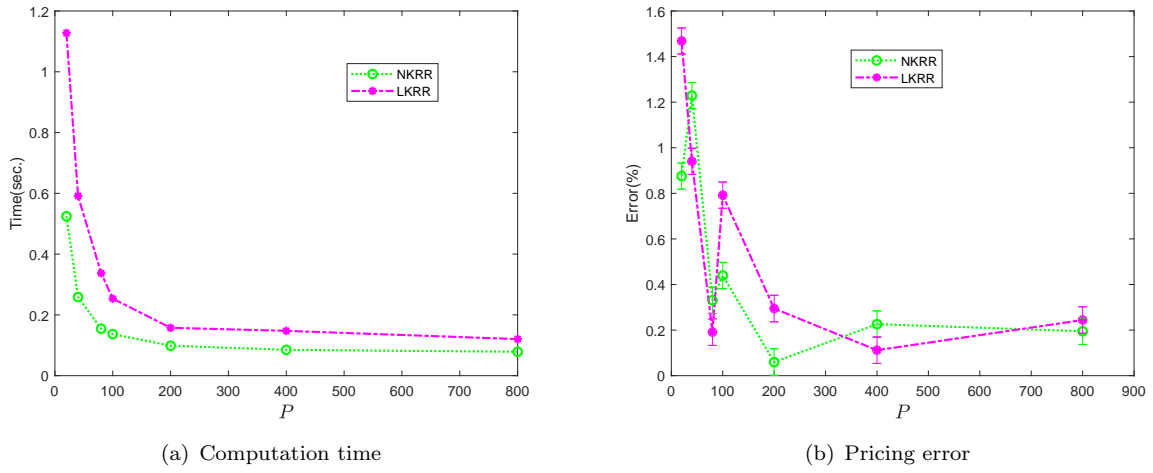 1.2
1
0.8
0.6
0.4
0.2
0
Time(sec.)
NKRR
LKRR
0 100 200 300 400 500 600 700 800
P
(a) Computation time
1.6
1.4
1.2
1
0.8
0.6
0.4
0.2
0
Error(%)
NKRR
LKRR
0 100 200 300 400 500 600 700 800 900
P
(b) Pricing error